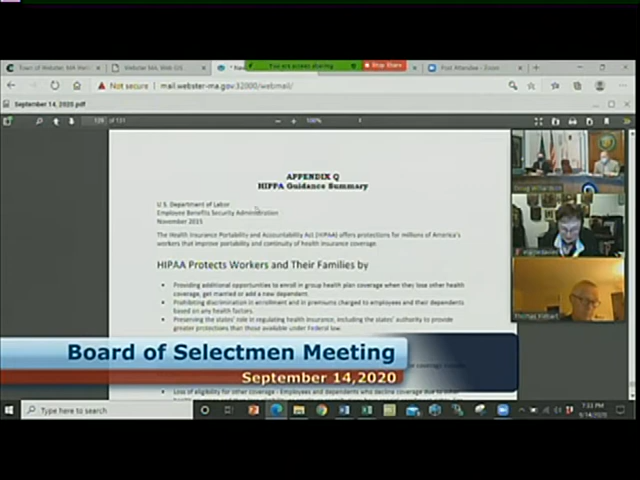 Town of Webster, MA
Webster MA, Web GIS
You are screen sharing
Stop Share
Post Attendee - Zoom
Not secure | mail.webster-ma.gov:32000/webmail/
September 14, 2020.pdf
of 131
100%
APPENDIX Q
HIPPA Guidance Summary
U.S. Department of Labor
Employee Benefits Security Administration
November 2015
The Health Insurance Portability and Accountability Act (HIPAA) offers protections for millions of America's
workers that improve portability and continuity of health insurance coverage.
HIPAA Protects Workers and Their Families by
Providing additional opportunities to enroll in group health plan coverage when they lose other health
coverage, get married or add a new dependent.
Prohibiting discrimination in enrollment and in premiums charged to employees and their dependents
based on any health factors.
Preserving the states' role in regulating health insurance, including the states' authority to provide
greater protections than those available under Federal law.
Board of Selectmen Meeting
September 14,2020
Loss of eligibility for other coverage - Employees and dependents who decline coverage due to other
Type here to search
7:33 PM
9/14/2020